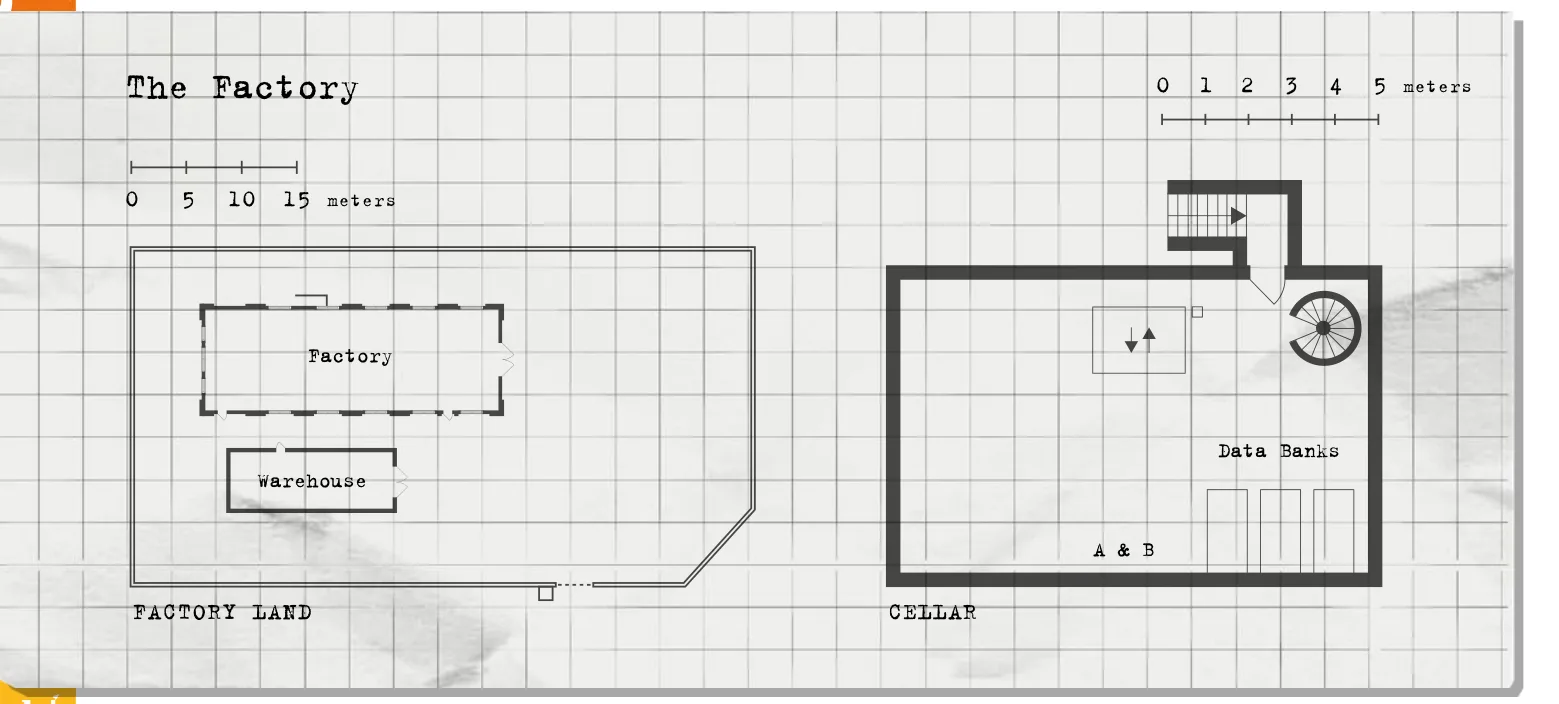 The Factory
0 5 10 15 meters
Factory
Warehouse
FACTORY LAND
0 1 2 3 4 5 meters
Data Banks
A & B
CELLAR